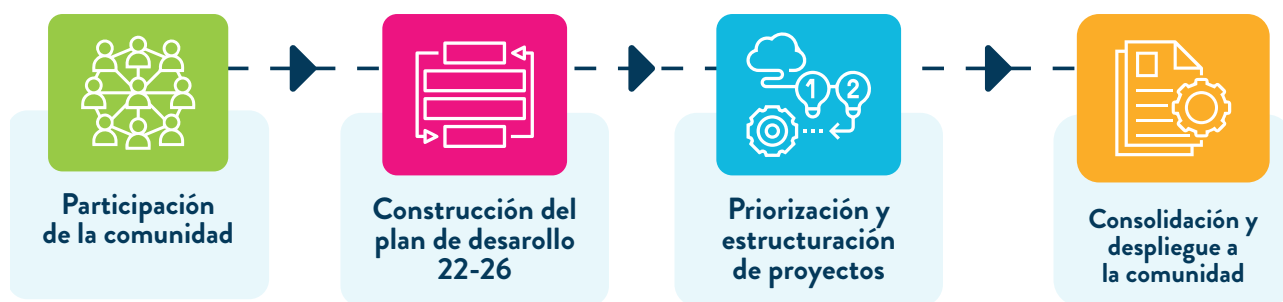 Participación
de la comunidad
Construcción del
plan de desarollo
22-26
1 2
Priorización y
estructuración
de proyectos
Consolidación y
despliegue a
la comunidad